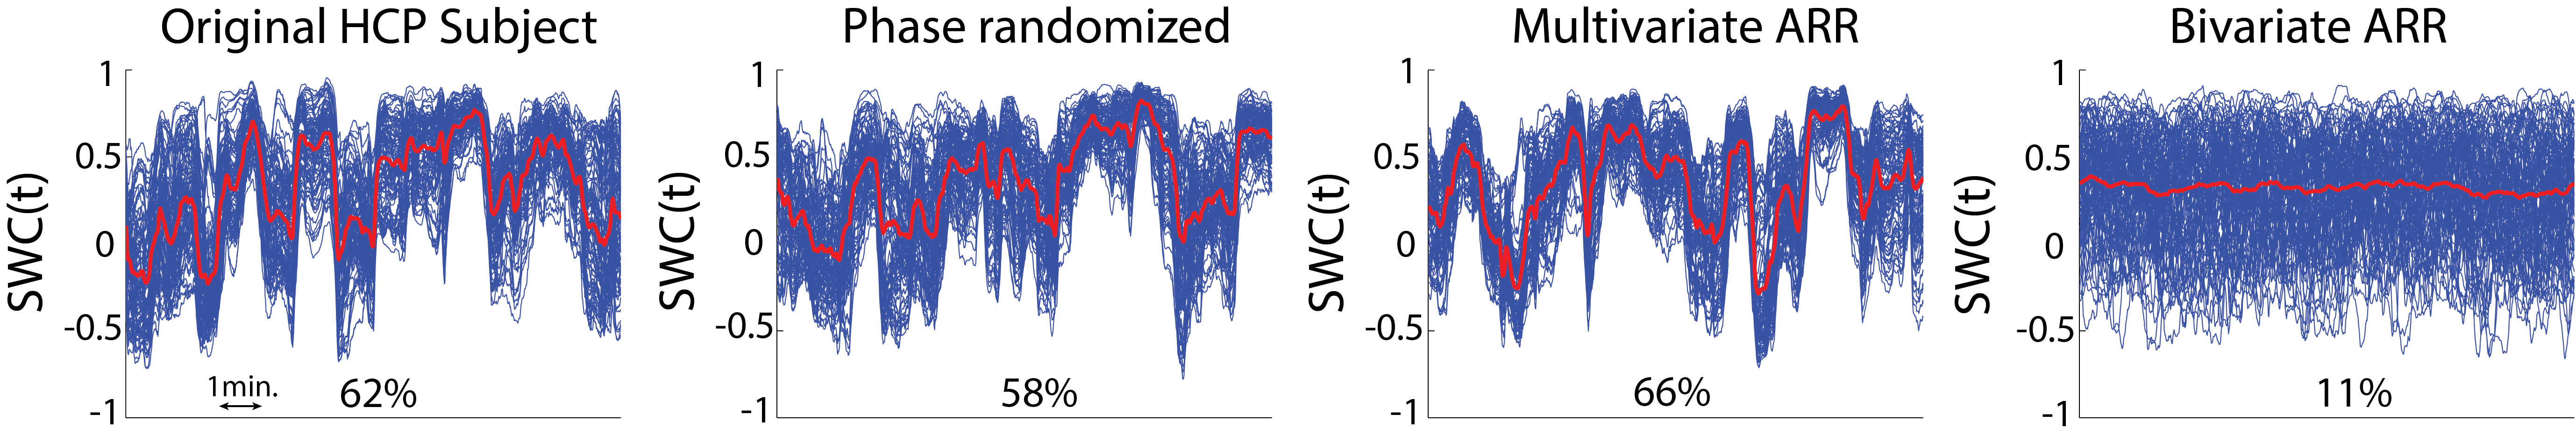 Original HCP Subject
SWC(t)
1
0.5
0
-0.5
-1
1min.
62%
Phase randomized
SWC(t)
1
0.5
0
-0.5
-1
58%
Multivariate ARR
SWC(t)
1
0.5
0
-0.5
-1
66%
Bivariate ARR
SWC(t)
1
0.5
0
-0.5
-1
11%